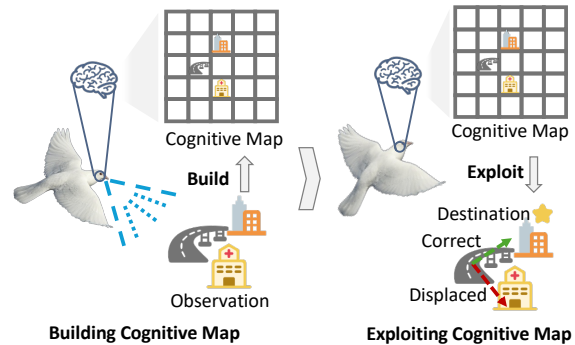 Cognitive Map
Build
Observation
Building Cognitive Map
Cognitive Map
Exploit
Destination
Correct
Displaced
Exploiting Cognitive Map